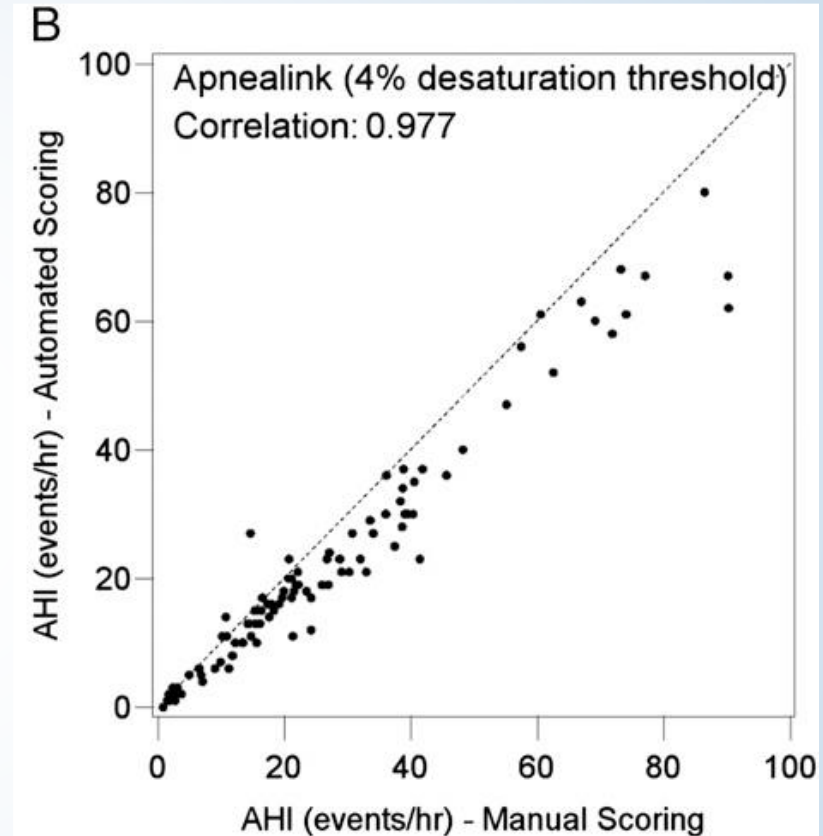 B
Apnealink (4% desaturation threshold)
Correlation: 0.977
100
80
60
40
20
0
AHI (events/hr) - Automated Scoring
0 20 40 60 80 100
AHI (events/hr) - Manual Scoring